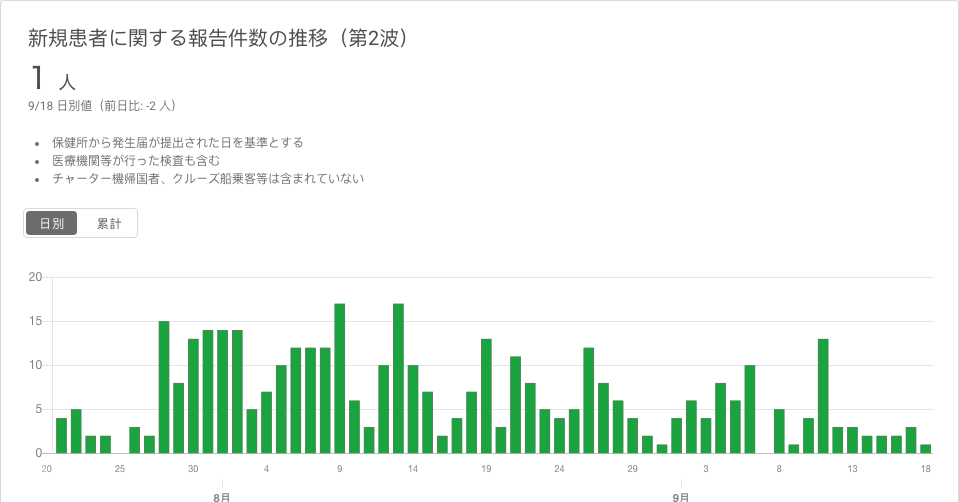 新規患者に関する報告件数の推移（第2波）
1 人
9/18 日別値（前日比: -2 人）
保健所から発生届が提出された日を基準とする
医療機関等が行った検査も含む
チャーター機帰国者、クルーズ船乗客等は含まれていない
日別 累計
20
15
10
5
0
20 25 30 4 9 14 19 24 29 3 8 13 18
8月 9月